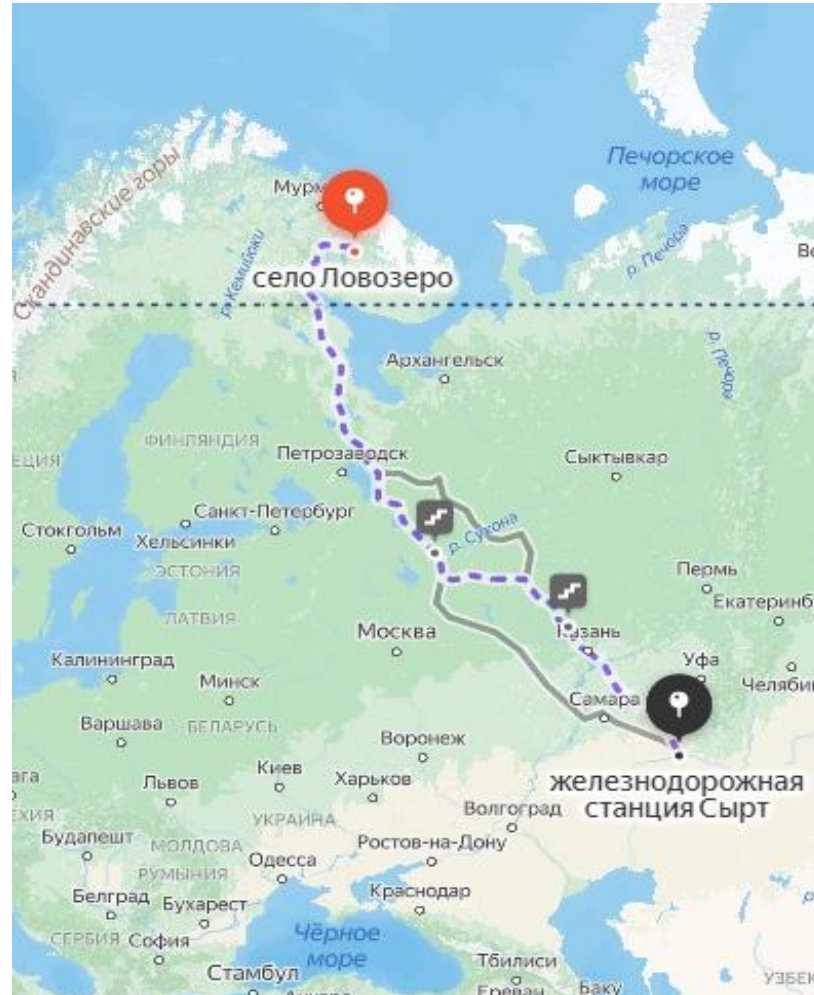 Печорское
море
Скандинавские горы
Мурм
р. Печора
р. Кемийоки
село Ловозеро
Архангельск
р. Печора
ФИНЛЯНДИЯ
Петрозаводск
Сыктывкар
ЕЦИЯ
Санкт-Петербург
Стокгольм
Хельсинки
р. Сухона
ЭСТОНИЯ
Пермь
Екатеринб
ЛАТВИЯ
Москва
Казань
Калининград
Уфа
Минск
Челяби
Самара
Варшава
БЕЛАРУСЬ
Воронеж
железнодорожная
станция Сырт
ага
Киев
Львов
Харьков
ЕХИЯ
Волгоград
УКРАИНА
Будапешт
МОЛДОВА
Ростов-на-Дону
РУМЫНИЯ
Одесса
Белград
Краснодар
Бухарест
СЕРБИЯ
София
Чёрное
море
Стамбул
Тбилиси
УЗБЕК
Ереван
Баку